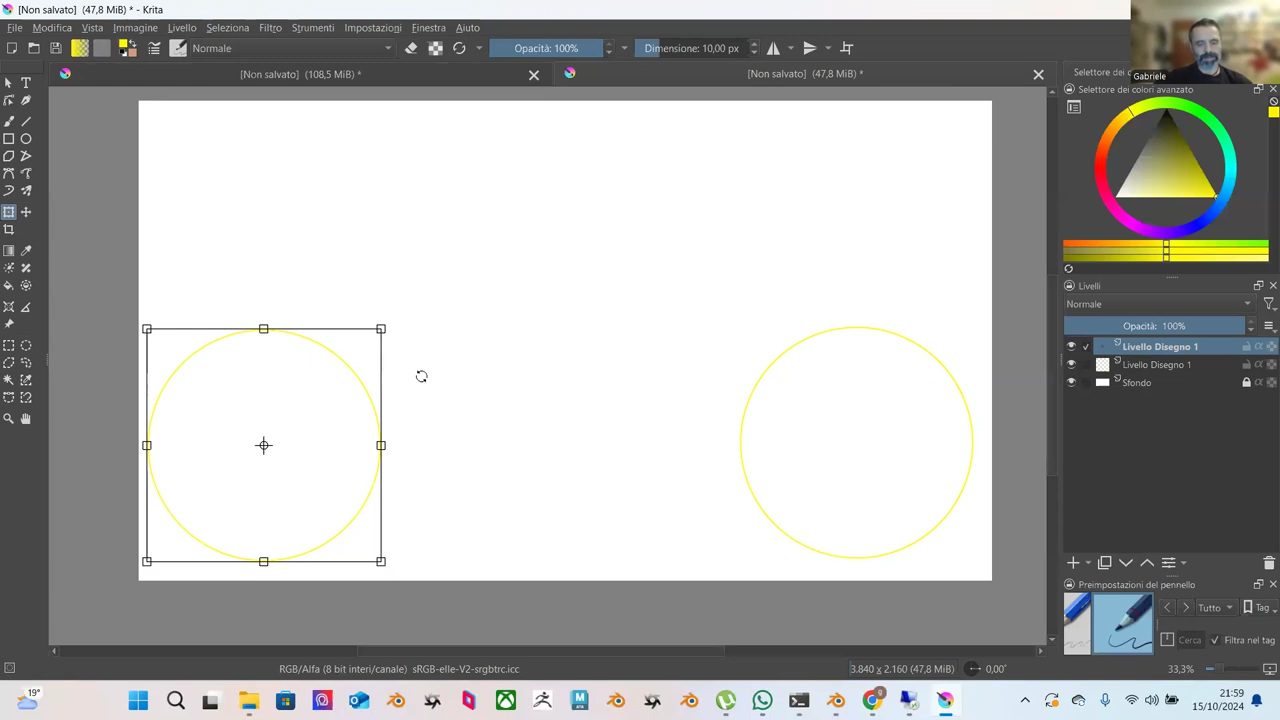 [Non salvato] (47,8 MiB) * - Krita
File Modifica Vista Immagine Livello Seleziona Filtro Strumenti Impostazioni Finestra Aiuto
Normale Opacità: 100% Dimensione: 10,00 px
Gabriele
[Non salvato] (108,5 MiB) * [Non salvato] (47,8 MiB) *
Selettore dei co
Selettore dei colori avanzato
Livelli
Normale
Opacità: 100%
Livello Disegno 1
Livello Disegno 1
Sfondo
Preimpostazioni del pennello
Tutto Tag
Cerca Filtra nel tag
RGB/Alfa (8 bit interi/canale) sRGB-elle-V2-srgbtrc.icc 3.840 x 2.160 (47,8 MiB) 0,00° 33,3%
19° 21:59
15/10/2024